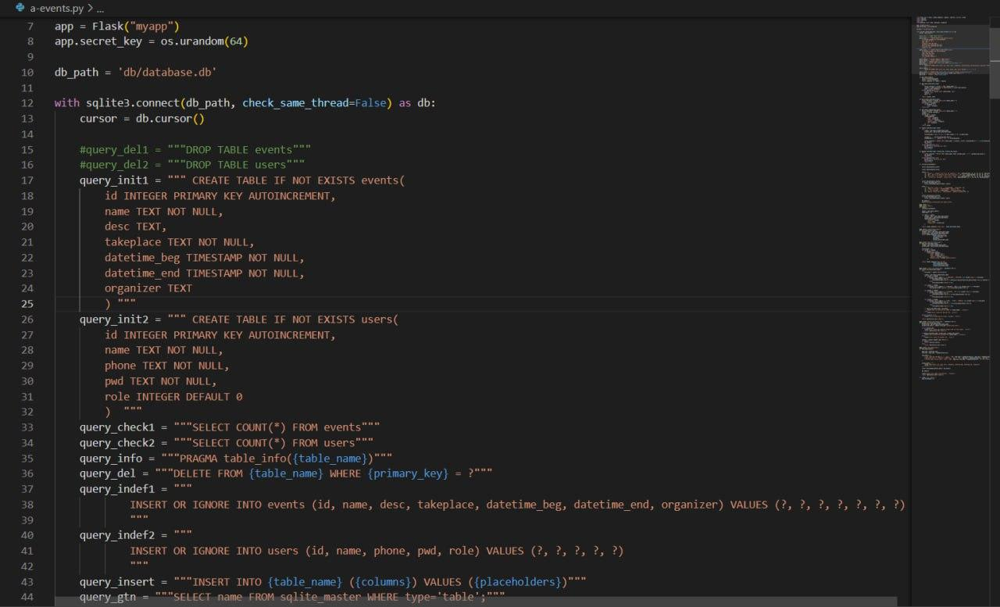 a-events.py > ...
7 app = Flask("myapp")
8 app.secret_key = os.urandom(64)
9
10 db_path = 'db/database.db'
11
12 with sqlite3.connect(db_path, check_same_thread=False) as db:
13 cursor = db.cursor()
14
15 #query_del1 = """DROP TABLE events"""
16 #query_del2 = """DROP TABLE users"""
17 query_init1 = """ CREATE TABLE IF NOT EXISTS events(
18 id INTEGER PRIMARY KEY AUTOINCREMENT,
19 name TEXT NOT NULL,
20 desc TEXT,
21 takeplace TEXT NOT NULL,
22 datetime_beg TIMESTAMP NOT NULL,
23 datetime_end TIMESTAMP NOT NULL,
24 organizer TEXT
25 ) """
26 query_init2 = """ CREATE TABLE IF NOT EXISTS users(
27 id INTEGER PRIMARY KEY AUTOINCREMENT,
28 name TEXT NOT NULL,
29 phone TEXT NOT NULL,
30 pwd TEXT NOT NULL,
31 role INTEGER DEFAULT 0
32 )  """
33 query_check1 = """SELECT COUNT(*) FROM events"""
34 query_check2 = """SELECT COUNT(*) FROM users"""
35 query_info = """PRAGMA table_info({table_name})"""
36 query_del = """DELETE FROM {table_name} WHERE {primary_key} = ?"""
37 query_indef1 = """
38 INSERT OR IGNORE INTO events (id, name, desc, takeplace, datetime_beg, datetime_end, organizer) VALUES (?, ?, ?, ?, ?, ?, ?)
39 """
40 query_indef2 = """
41 INSERT OR IGNORE INTO users (id, name, phone, pwd, role) VALUES (?, ?, ?, ?, ?)
42 """
43 query_insert = """INSERT INTO {table_name} ({columns}) VALUES ({placeholders})"""
44 query_gtn = """SELECT name FROM sqlite_master WHERE type='table';"""